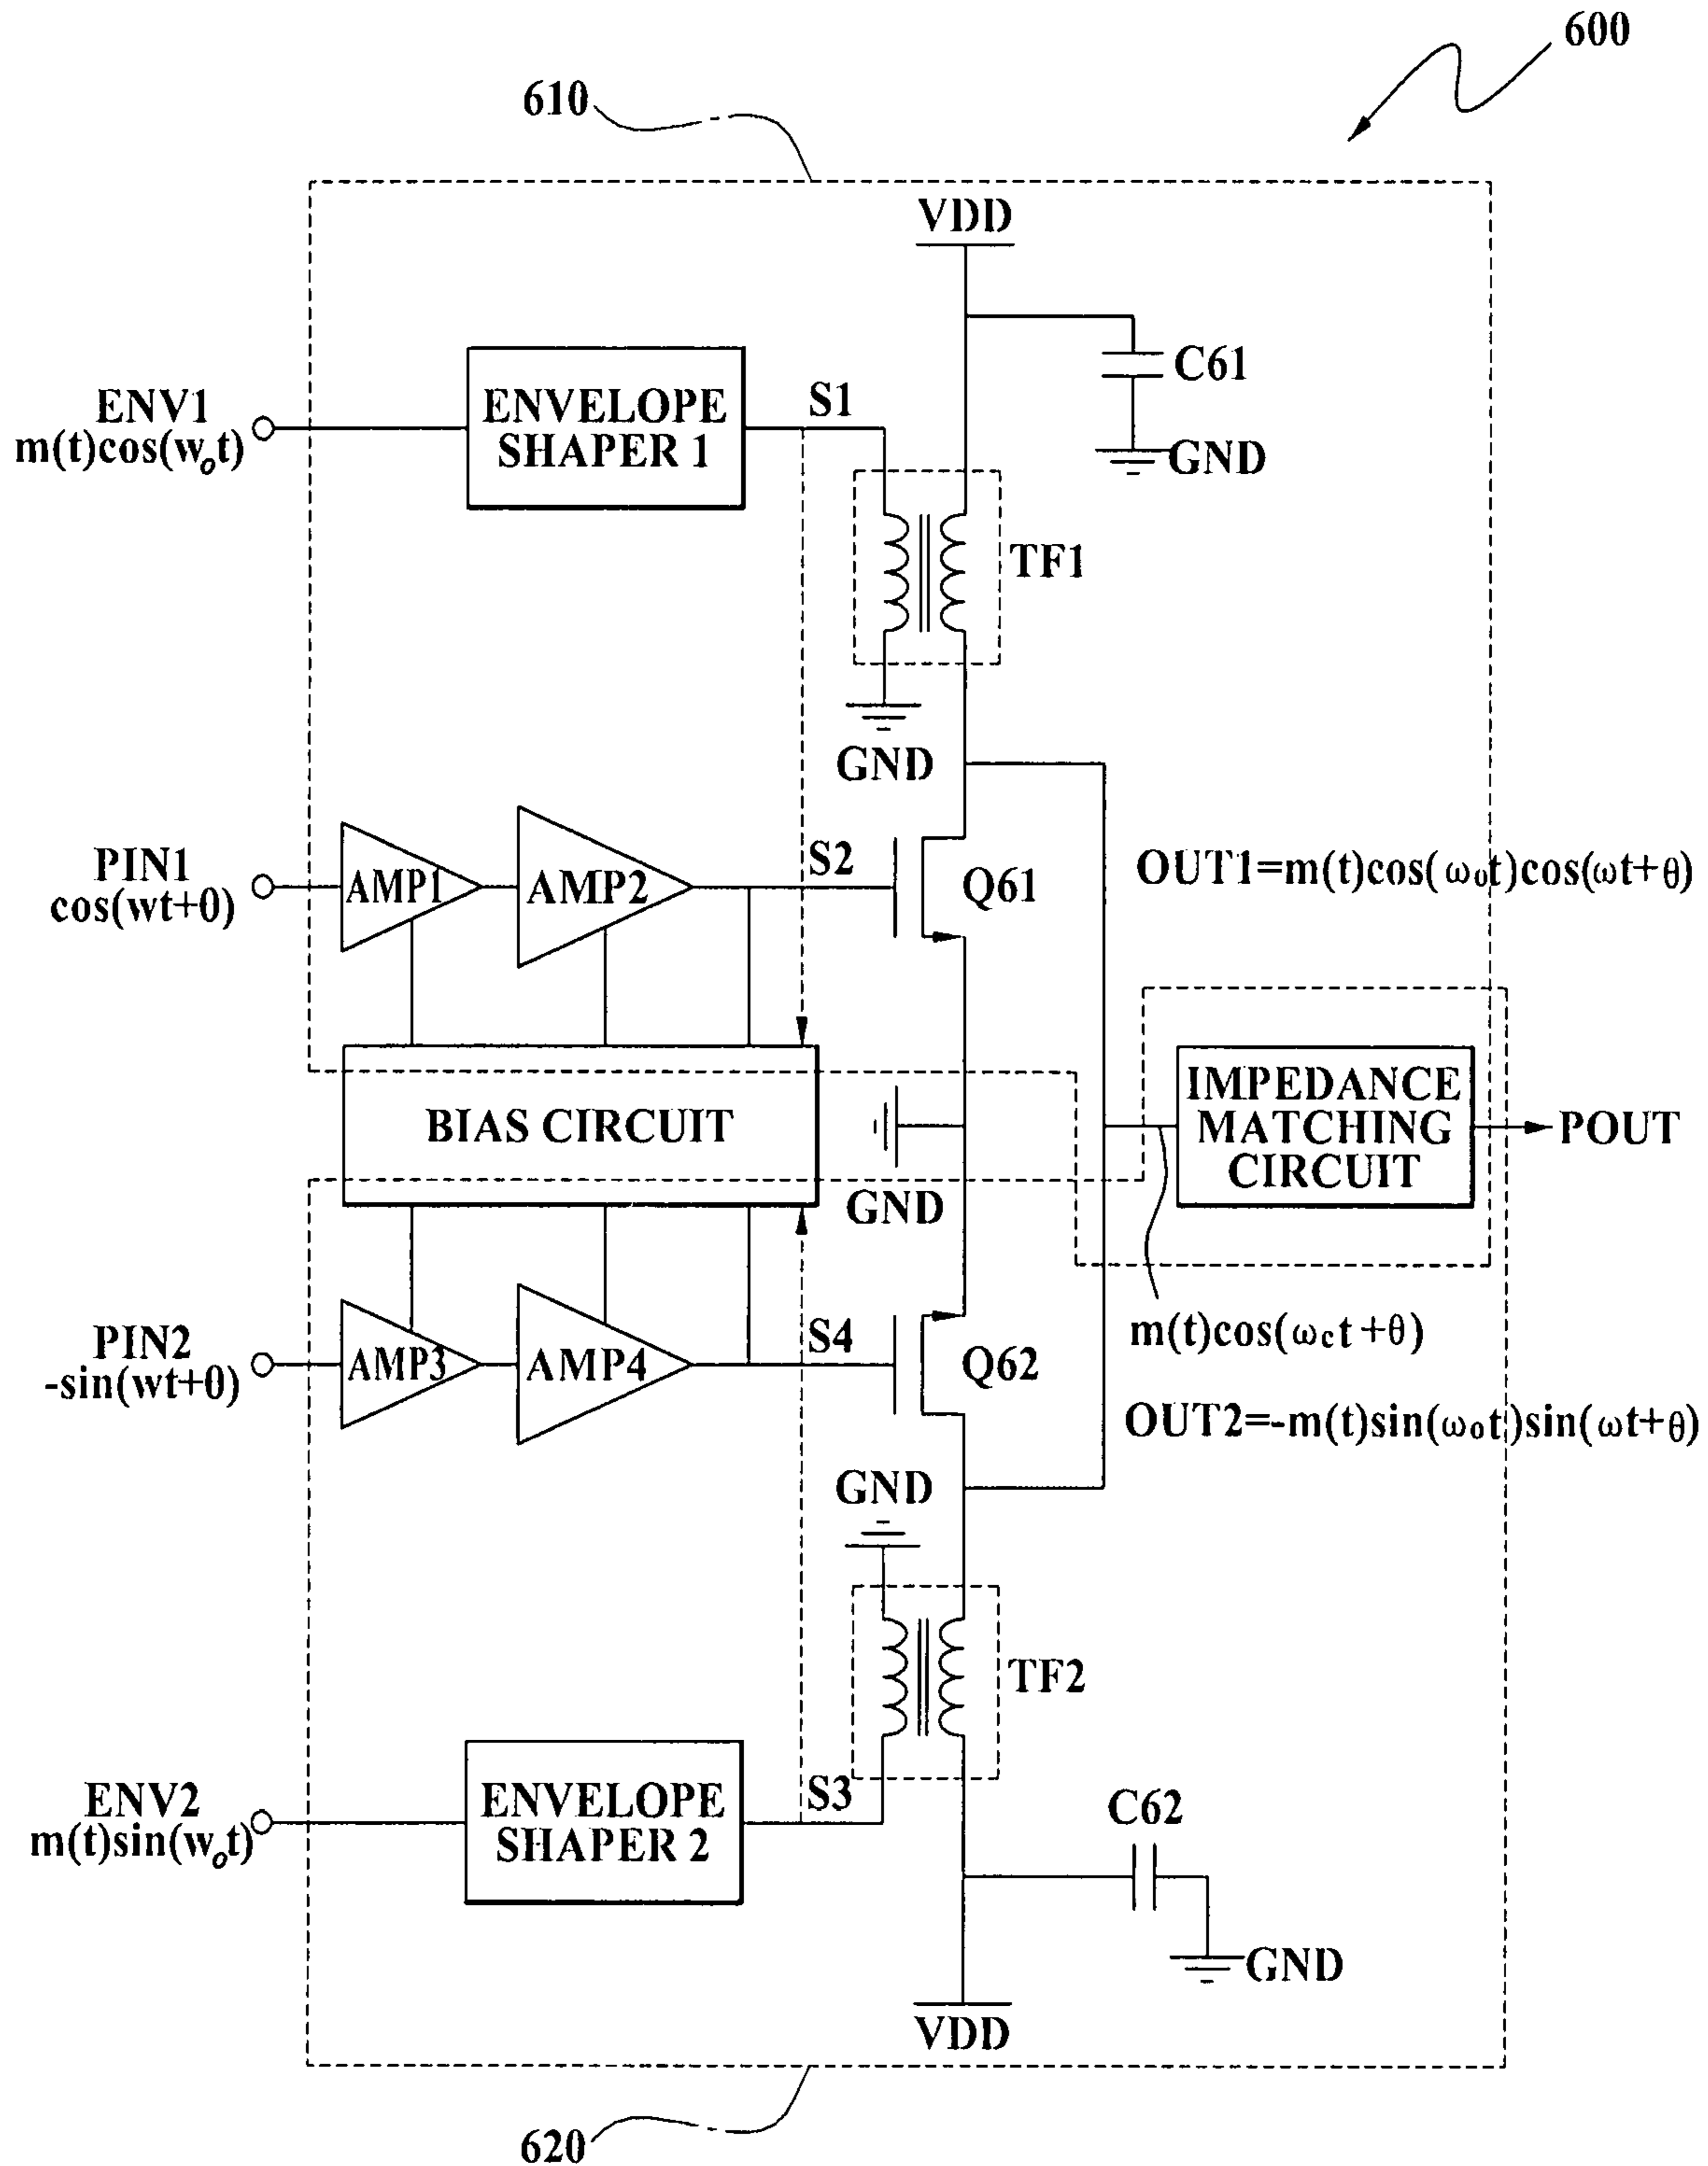 600
610
VDD
C61
GND
ENV1
m(t)cos(wₒt)
ENVELOPE
SHAPER 1
S1
TF1
GND
PIN1
cos(wt+0)
AMP1
AMP2
S2
Q61
OUT1=m(t)cos(ω₀t)cos(ωt+θ)
BIAS CIRCUIT
GND
IMPEDANCE
MATCHING
CIRCUIT
POUT
m(t)cos(ω꜀t+θ)
PIN2
-sin(wt+0)
AMP3
AMP4
S4
Q62
OUT2=-m(t)sin(ω₀t)sin(ωt+θ)
GND
TF2
ENV2
m(t)sin(wₒt)
ENVELOPE
SHAPER 2
S3
C62
GND
VDD
620